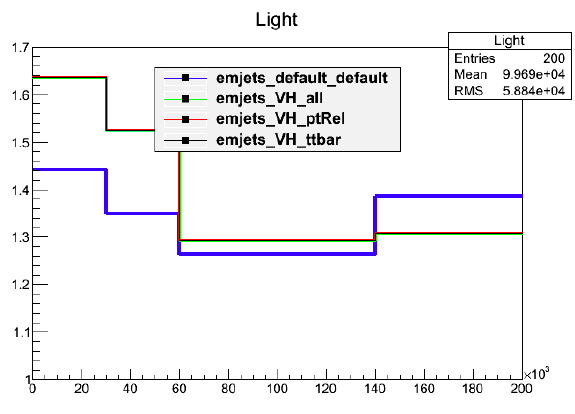 Light
Light
Entries 200
Mean 9.969e+04
RMS 5.884e+04
emjets_default_default
emjets_VH_all
emjets_VH_ptRel
emjets_VH_ttbar
1.7
1.6
1.5
1.4
1.3
1.2
1.1
1
0 20 40 60 80 100 120 140 160 180 200
×10³